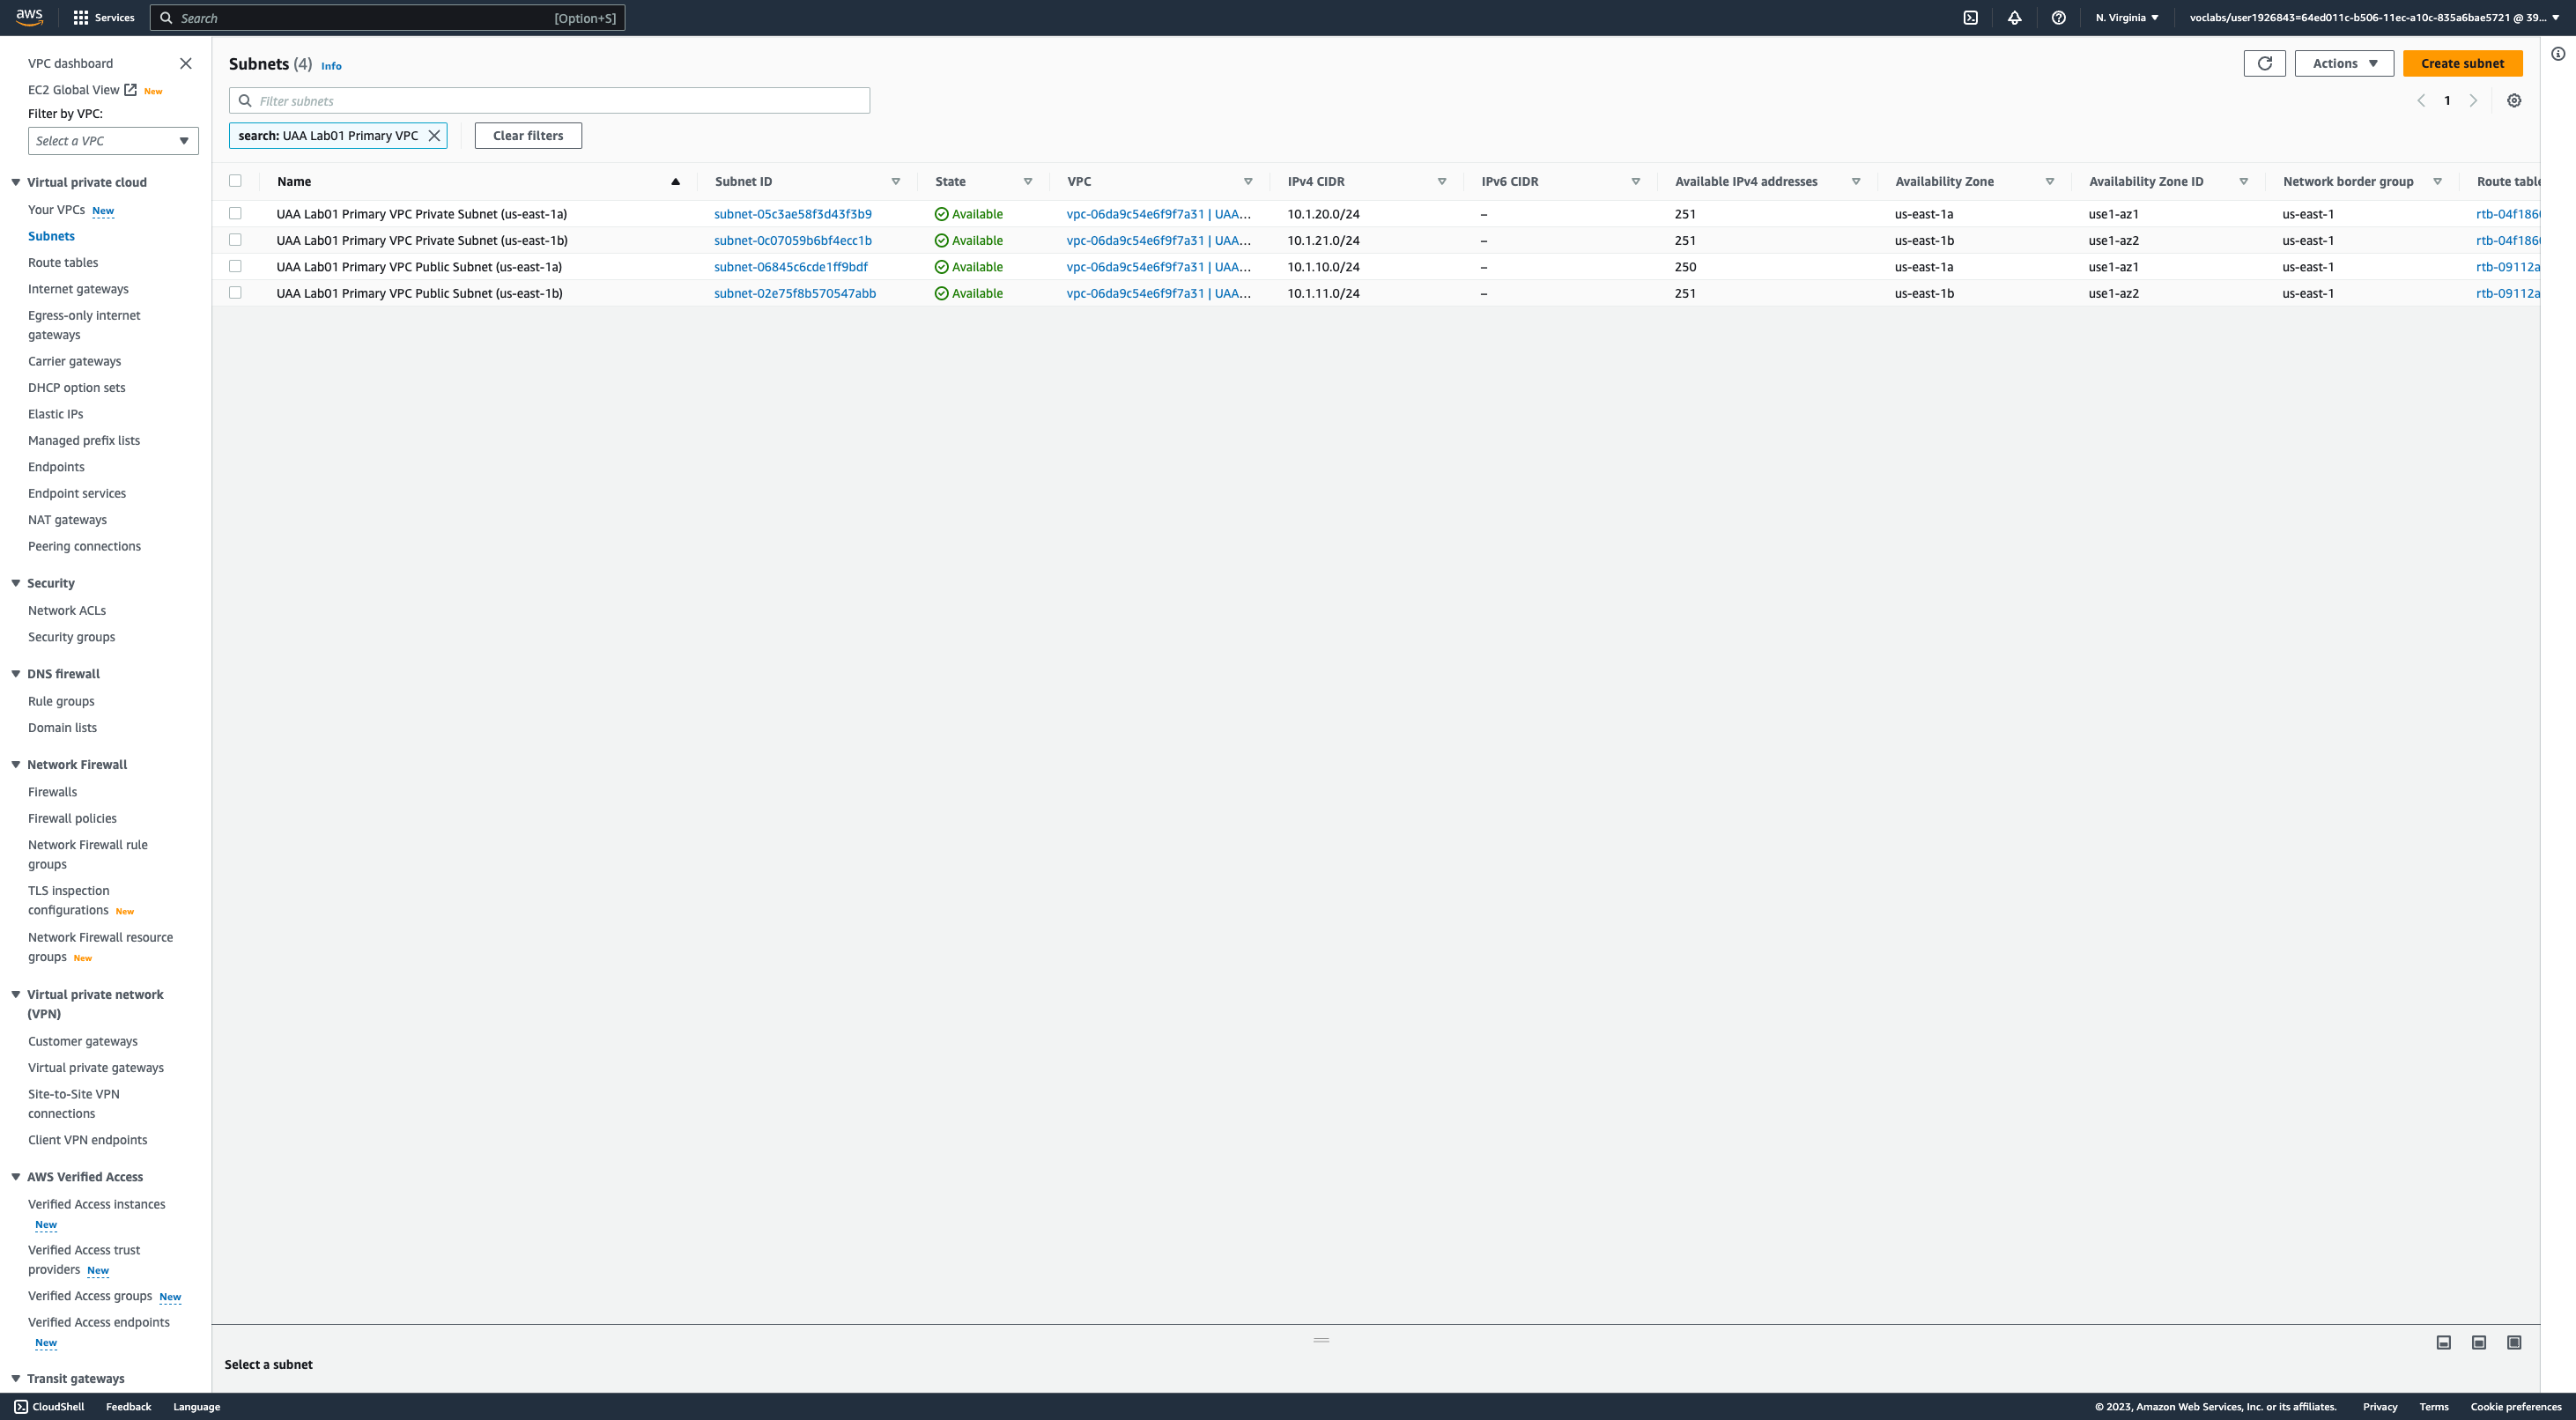 aws
Services
Search
[Option+S]
N. Virginia
voclabs/user1926843=64ed011c-b506-11ec-a10c-835a6bae5721 @ 39...
VPC dashboard
EC2 Global View New
Filter by VPC:
Select a VPC
Virtual private cloud
Your VPCs New
Subnets
Route tables
Internet gateways
Egress-only internet
gateways
Carrier gateways
DHCP option sets
Elastic IPs
Managed prefix lists
Endpoints
Endpoint services
NAT gateways
Peering connections
Security
Network ACLs
Security groups
DNS firewall
Rule groups
Domain lists
Network Firewall
Firewalls
Firewall policies
Network Firewall rule
groups
TLS inspection
configurations New
Network Firewall resource
groups New
Virtual private network
(VPN)
Customer gateways
Virtual private gateways
Site-to-Site VPN
connections
Client VPN endpoints
AWS Verified Access
Verified Access instances
New
Verified Access trust
providers New
Verified Access groups New
Verified Access endpoints
New
Transit gateways
Subnets (4) Info
Actions
Create subnet
Filter subnets
1
search: UAA Lab01 Primary VPC
Clear filters
Name Subnet ID State VPC IPv4 CIDR IPv6 CIDR Available IPv4 addresses Availability Zone Availability Zone ID Network border group Route table
UAA Lab01 Primary VPC Private Subnet (us-east-1a) subnet-05c3ae58f3d43f3b9 Available vpc-06da9c54e6f9f7a31 | UAA... 10.1.20.0/24 – 251 us-east-1a use1-az1 us-east-1 rtb-04f186
UAA Lab01 Primary VPC Private Subnet (us-east-1b) subnet-0c07059b6bf4ecc1b Available vpc-06da9c54e6f9f7a31 | UAA... 10.1.21.0/24 – 251 us-east-1b use1-az2 us-east-1 rtb-04f186
UAA Lab01 Primary VPC Public Subnet (us-east-1a) subnet-06845c6cde1ff9bdf Available vpc-06da9c54e6f9f7a31 | UAA... 10.1.10.0/24 – 250 us-east-1a use1-az1 us-east-1 rtb-09112a
UAA Lab01 Primary VPC Public Subnet (us-east-1b) subnet-02e75f8b570547abb Available vpc-06da9c54e6f9f7a31 | UAA... 10.1.11.0/24 – 251 us-east-1b use1-az2 us-east-1 rtb-09112a
Select a subnet
CloudShell
Feedback
Language
© 2023, Amazon Web Services, Inc. or its affiliates.
Privacy
Terms
Cookie preferences